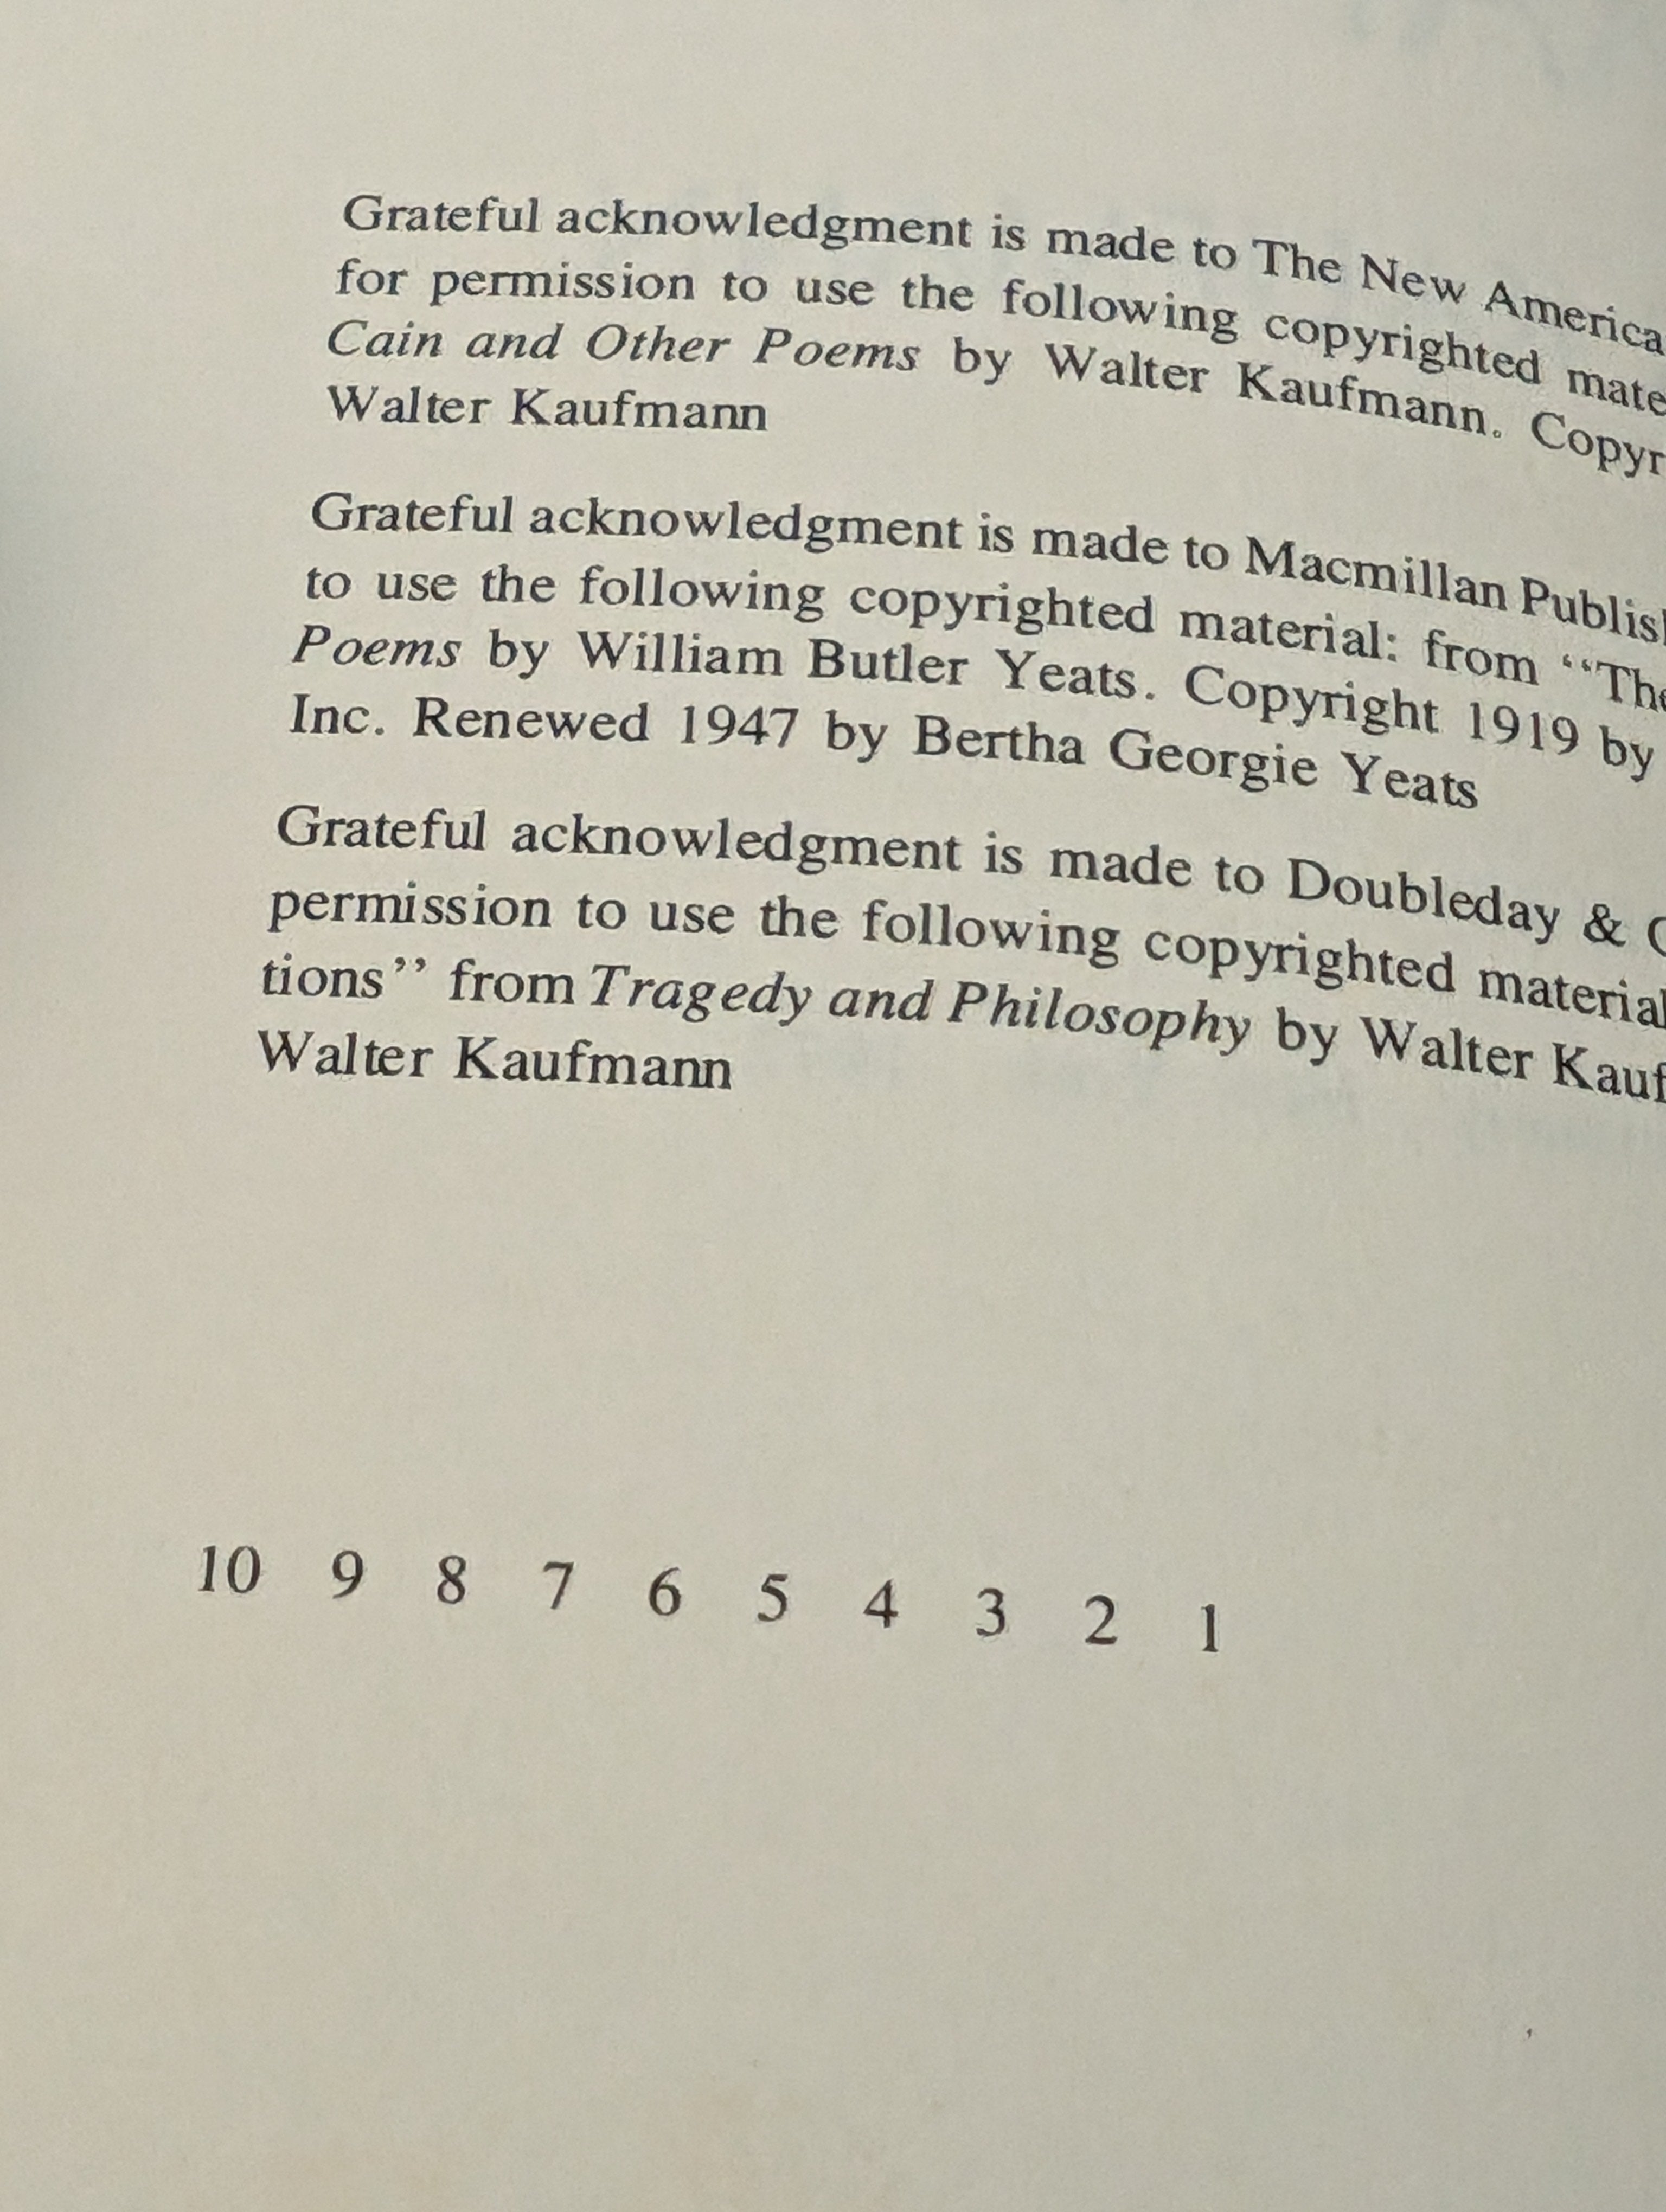 Grateful acknowledgment is made to The New America
for permission to use the following copyrighted mate
Cain and Other Poems by Walter Kaufmann. Copyr
Walter Kaufmann
Grateful acknowledgment is made to Macmillan Publis
to use the following copyrighted material: from “The
Poems by William Butler Yeats. Copyright 1919 by
Inc. Renewed 1947 by Bertha Georgie Yeats
Grateful acknowledgment is made to Doubleday & C
permission to use the following copyrighted material
tions” from Tragedy and Philosophy by Walter Kauf
Walter Kaufmann
10 9 8 7 6 5 4 3 2 1